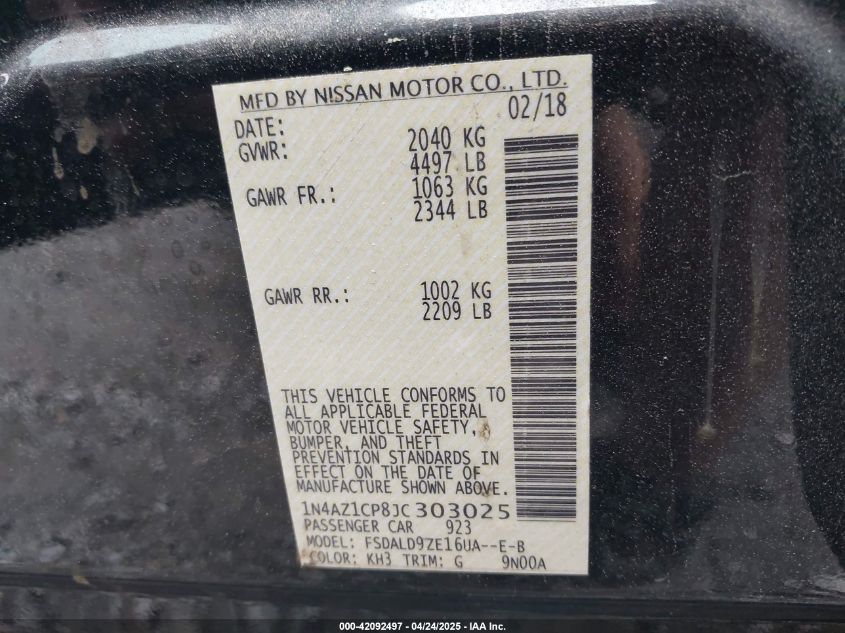 MFD BY NISSAN MOTOR CO., LTD.
DATE: 02/18
GVWR: 2040 KG
4497 LB
GAWR FR.: 1063 KG
2344 LB
GAWR RR.: 1002 KG
2209 LB
THIS VEHICLE CONFORMS TO
ALL APPLICABLE FEDERAL
MOTOR VEHICLE SAFETY,
BUMPER, AND THEFT
PREVENTION STANDARDS IN
EFFECT ON THE DATE OF
MANUFACTURE SHOWN ABOVE.
1N4AZ1CP8JC303025
PASSENGER CAR 923
MODEL: FSDALD9ZE16UA--E-B
COLOR: KH3 TRIM: G 9N00A
000-42092497 / 04/24/2025 - IAA Inc.